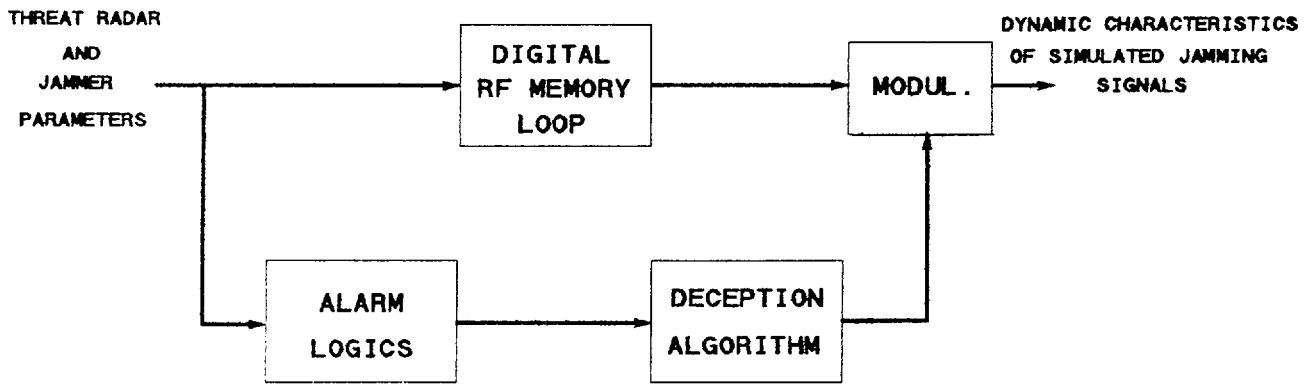 THREAT RADAR
AND
JAMMER
PARAMETERS
DIGITAL
RF MEMORY
LOOP
MODUL.
DYNAMIC CHARACTERISTICS
OF SIMULATED JAMMING
SIGNALS
ALARM
LOGICS
DECEPTION
ALGORITHM